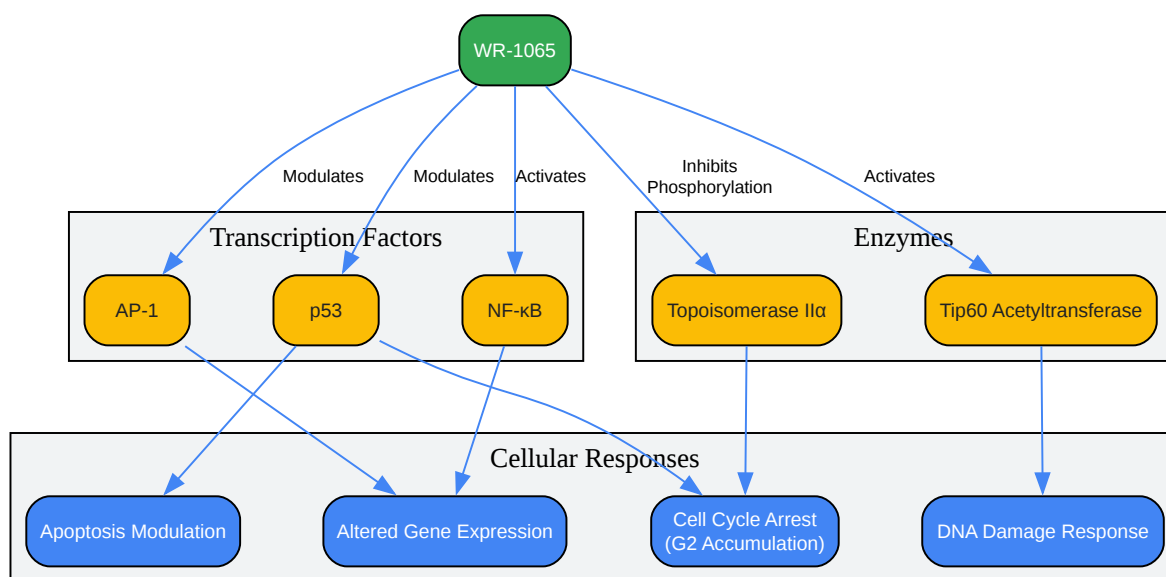 WR-1065
Modulates
Modulates
Activates
Inhibits
Phosphorylation
Activates
Transcription Factors
Enzymes
AP-1
p53
NF-κB
Topoisomerase IIα
Tip60 Acetyltransferase
Cellular Responses
Apoptosis Modulation
Altered Gene Expression
Cell Cycle Arrest
(G2 Accumulation)
DNA Damage Response